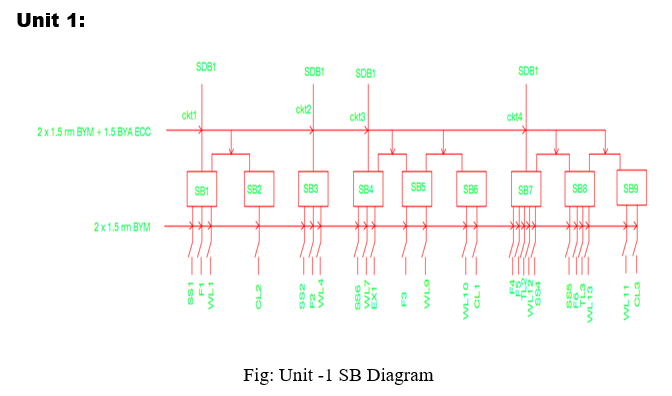 Unit 1:
SDB1 SDB1 SDB1 SDB1
ckt1 ckt2 ckt3 ckt4
2 x 1.5 rm BYM + 1.5 BYA ECC
SB1 SB2 SB3 SB4 SB5 SB6 SB7 SB8 SB9
2 x 1.5 rm BYM
SS1
F1
WL1
CL2
SS2
F2
WL4
SS6
WL7
EX1
F3
WL9
WL10
CL1
F4
F5
TL2
WL12
SS4
SS5
F6
TL3
WL13
WL11
CL3
Fig: Unit -1 SB Diagram